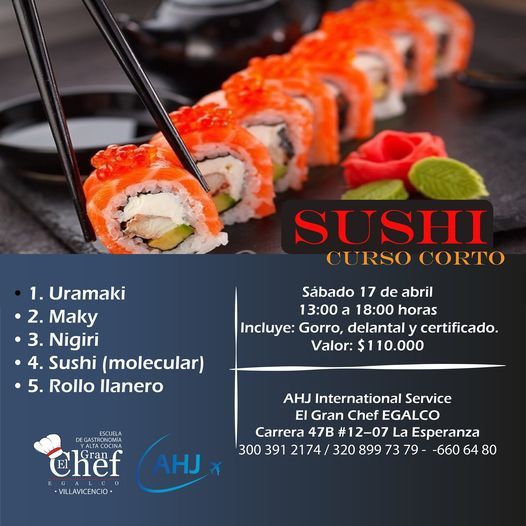 SUSHI
CURSO CORTO
• 1. Uramaki
• 2. Maky
• 3. Nigiri
• 4. Sushi (molecular)
• 5. Rollo llanero
Sábado 17 de abril
13:00 a 18:00 horas
Incluye: Gorro, delantal y certificado.
Valor: $110.000
AHJ International Service
El Gran Chef EGALCO
Carrera 47B #12–07 La Esperanza
300 391 2174 / 320 899 73 79 - -660 64 80
ESCUELA
DE GASTRONOMÍA
Y ALTA COCINA
El Gran
Chef
EGALCO
• VILLAVICENCIO •
AHJ